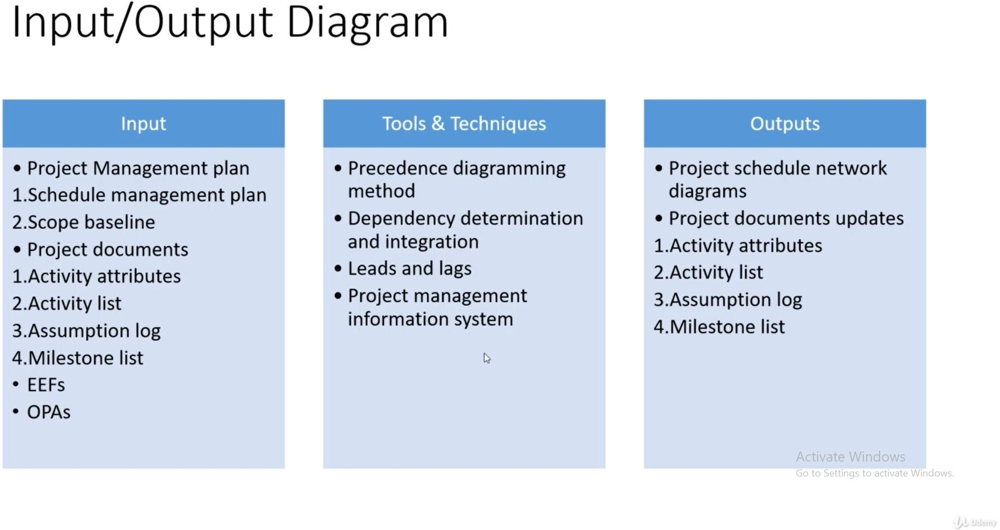 Input/Output Diagram
Input
• Project Management plan
1.Schedule management plan
2.Scope baseline
• Project documents
1.Activity attributes
2.Activity list
3.Assumption log
4.Milestone list
• EEFs
• OPAs
Tools & Techniques
• Precedence diagramming
method
• Dependency determination
and integration
• Leads and lags
• Project management
information system
Outputs
• Project schedule network
diagrams
• Project documents updates
1.Activity attributes
2.Activity list
3.Assumption log
4.Milestone list
Activate Windows
Go to Settings to activate Windows.
Udemy